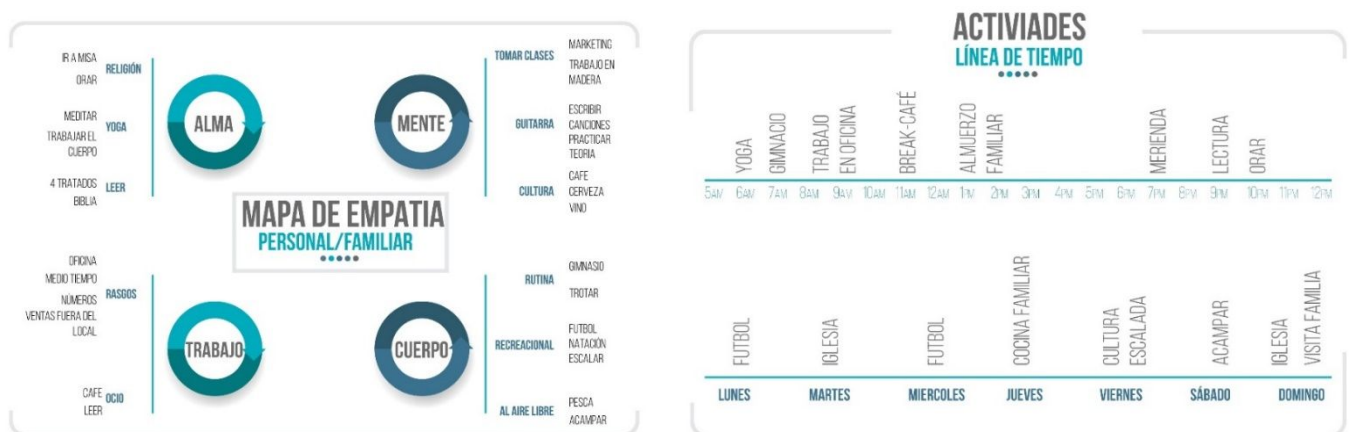 IR A MISA
ORAR
RELIGIÓN
MEDITAR
TRABAJAR EL
CUERPO
YOGA
4 TRATADOS
BIBLIA
LEER
ALMA
MENTE
TOMAR CLASES
MARKETING
TRABAJO EN
MADERA
GUITARRA
ESCRIBIR
CANCIONES
PRACTICAR
TEORIA
CULTURA
CAFE
CERVEZA
VINO
MAPA DE EMPATIA
PERSONAL/FAMILIAR
OFICINA
MEDIO TIEMPO
NÚMEROS
VENTAS FUERA DEL
LOCAL
RASGOS
CAFE
LEER
OCIO
TRABAJO
CUERPO
RUTINA
GIMNASIO
TROTAR
RECREACIONAL
FUTBOL
NATACIÓN
ESCALAR
AL AIRE LIBRE
PESCA
ACAMPAR
ACTIVIADES
LÍNEA DE TIEMPO
YOGA
GIMNACIO
TRABAJO
EN OFICINA
BREAK-CAFÉ
ALMUERZO
FAMILIAR
MERIENDA
LECTURA
ORAR
5AM 6AM 7AM 8AM 9AM 10AM 11AM 12AM 1PM 2PM 3PM 4PM 5PM 6PM 7PM 8PM 9PM 10PM 11PM 12PM
FUTBOL
IGLESIA
FUTBOL
COCINA FAMILIAR
CULTURA
ESCALADA
ACAMPAR
IGLESIA
VISITA FAMILIA
LUNES MARTES MIERCOLES JUEVES VIERNES SÁBADO DOMINGO